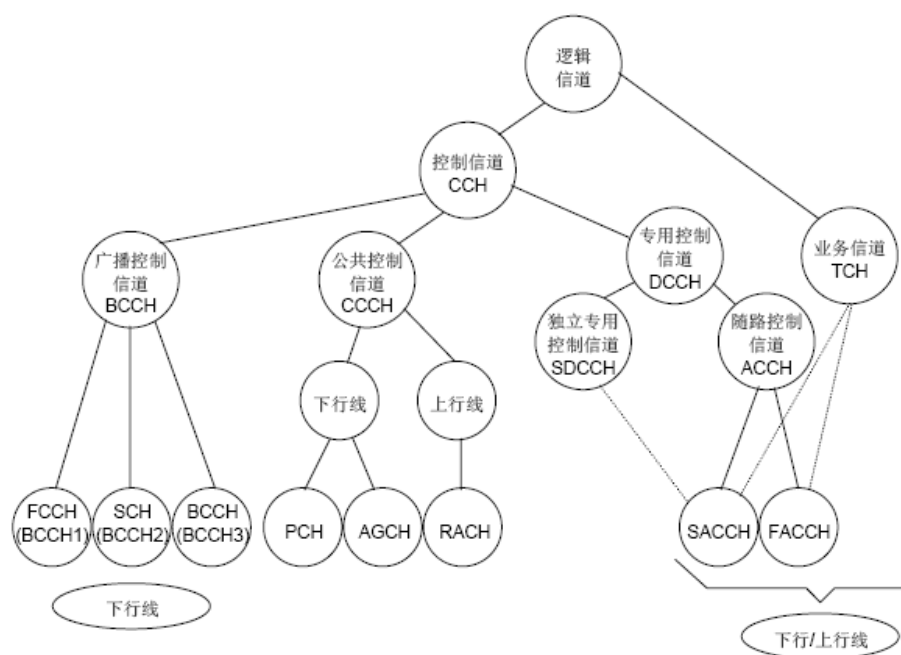 逻辑
信道
控制信道
CCH
广播控制
信道
BCCH
公共控制
信道
CCCH
专用控制
信道
DCCH
业务信道
TCH
独立专用
控制信道
SDCCH
随路控制
信道
ACCH
下行线
上行线
FCCH
(BCCH1)
SCH
(BCCH2)
BCCH
(BCCH3)
PCH
AGCH
RACH
SACCH
FACCH
下行线
下行/上行线